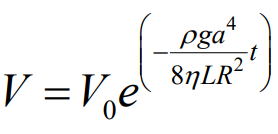 V = V₀e^(−(ρga⁴)/(8ηLR²) t)